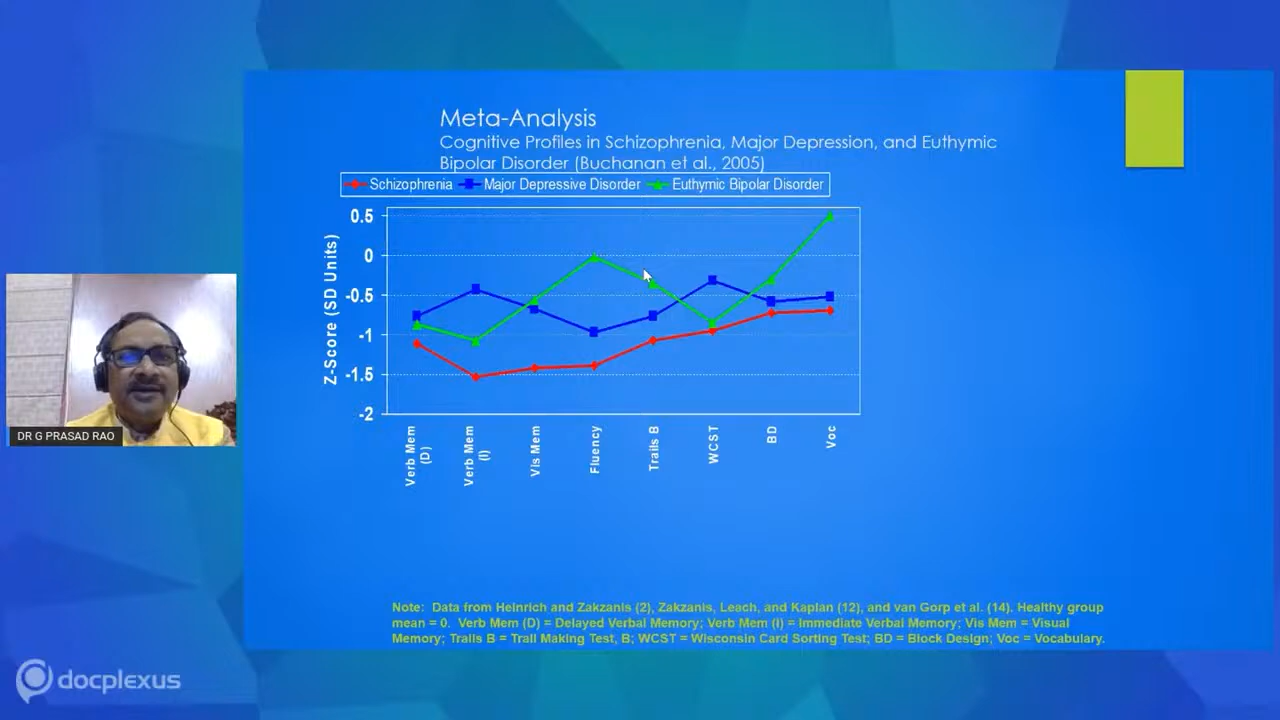 Meta-Analysis
Cognitive Profiles in Schizophrenia, Major Depression, and Euthymic
Bipolar Disorder (Buchanan et al., 2005)
Schizophrenia Major Depressive Disorder Euthymic Bipolar Disorder
Z-Score (SD Units)
0.5
0
-0.5
-1
-1.5
-2
Verb Mem
(D)
Verb Mem
(I)
Vis Mem
Fluency
Trails B
WCST
BD
Voc
DR G PRASAD RAO
Note: Data from Heinrich and Zakzanis (2), Zakzanis, Leach, and Kaplan (12), and van Gorp et al. (14). Healthy group
mean = 0. Verb Mem (D) = Delayed Verbal Memory; Verb Mem (I) = Immediate Verbal Memory; Vis Mem = Visual
Memory; Trails B = Trail Making Test, B; WCST = Wisconsin Card Sorting Test; BD = Block Design; Voc = Vocabulary.
docplexus